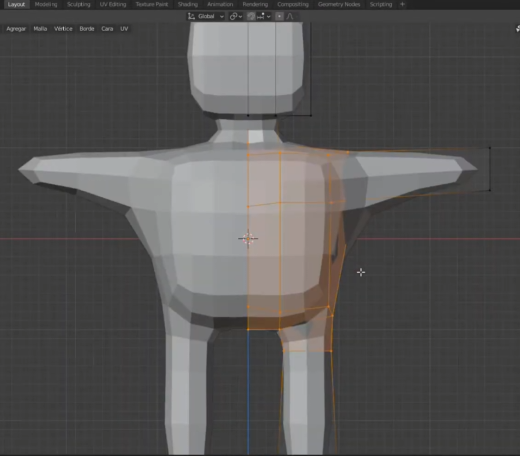 Layout Modeling Sculpting UV Editing Texture Paint Shading Animation Rendering Compositing Geometry Nodes Scripting +
Global
Agregar Malla Vértice Borde Cara UV